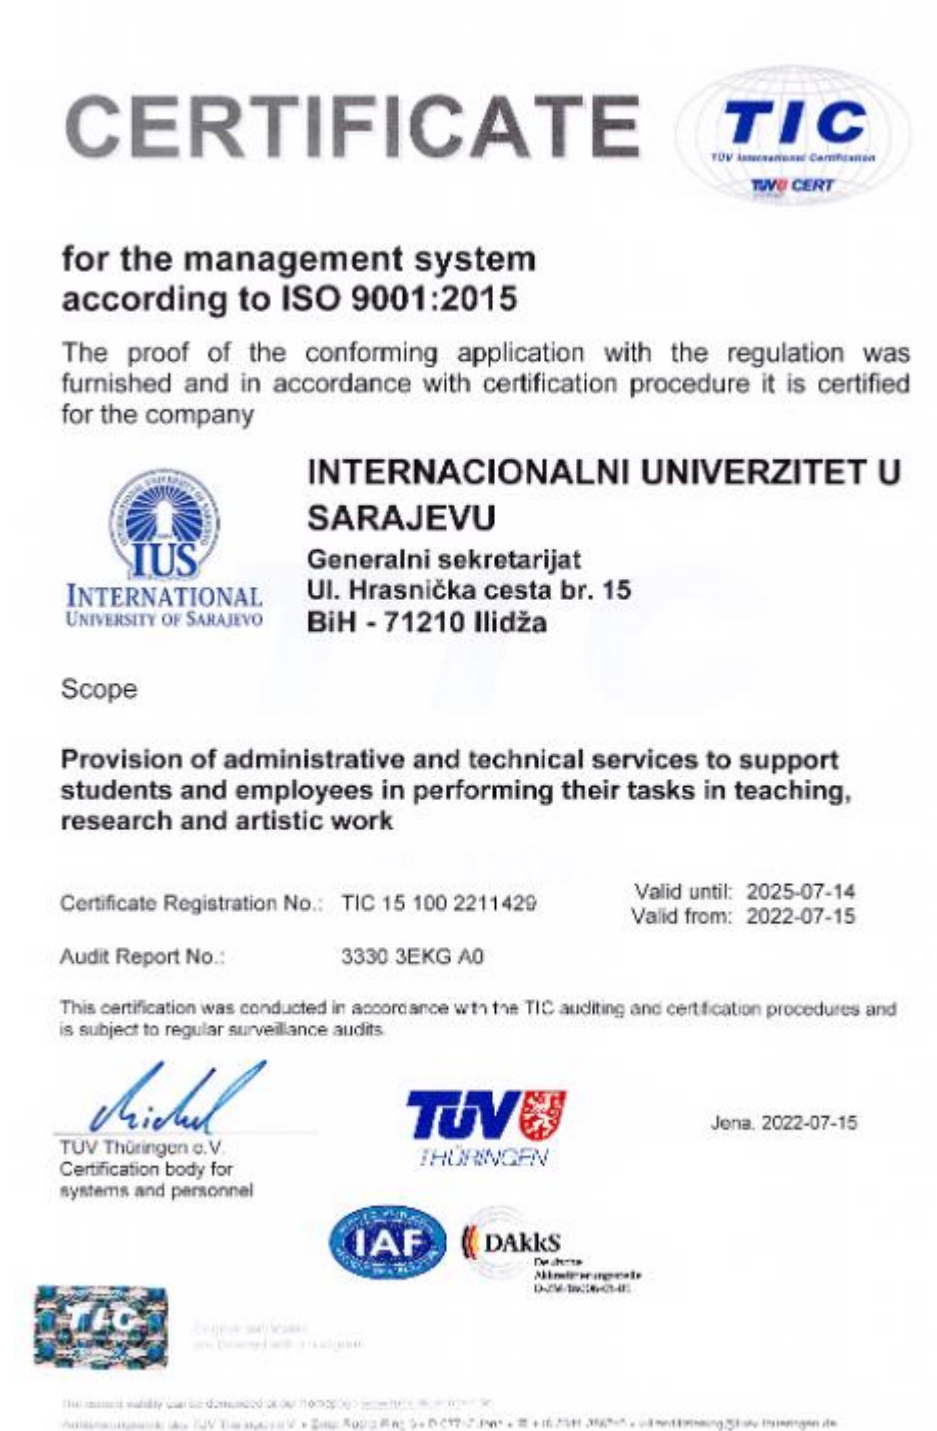 CERTIFICATE
TIC
TÜV International Certification
TÜV CERT
for the management system
according to ISO 9001:2015
The proof of the conforming application with the regulation was
furnished and in accordance with certification procedure it is certified
for the company
INTERNATIONAL UNIVERSITY OF SARAJEVO
IUS
INTERNATIONAL
UNIVERSITY OF SARAJEVO
INTERNACIONALNI UNIVERZITET U
SARAJEVU
Generalni sekretarijat
Ul. Hrasnička cesta br. 15
BiH - 71210 Ilidža
Scope
Provision of administrative and technical services to support
students and employees in performing their tasks in teaching,
research and artistic work
Certificate Registration No.: TIC 15 100 2211429
Valid until: 2025-07-14
Valid from: 2022-07-15
Audit Report No.: 3330 3EKG A0
This certification was conducted in accordance with the TIC auditing and certification procedures and
is subject to regular surveillance audits.
TÜV Thüringen e.V.
Certification body for
systems and personnel
TÜV
THÜRINGEN
Jena, 2022-07-15
IAF
DAkkS
Deutsche
Akkreditierungsstelle
TIC